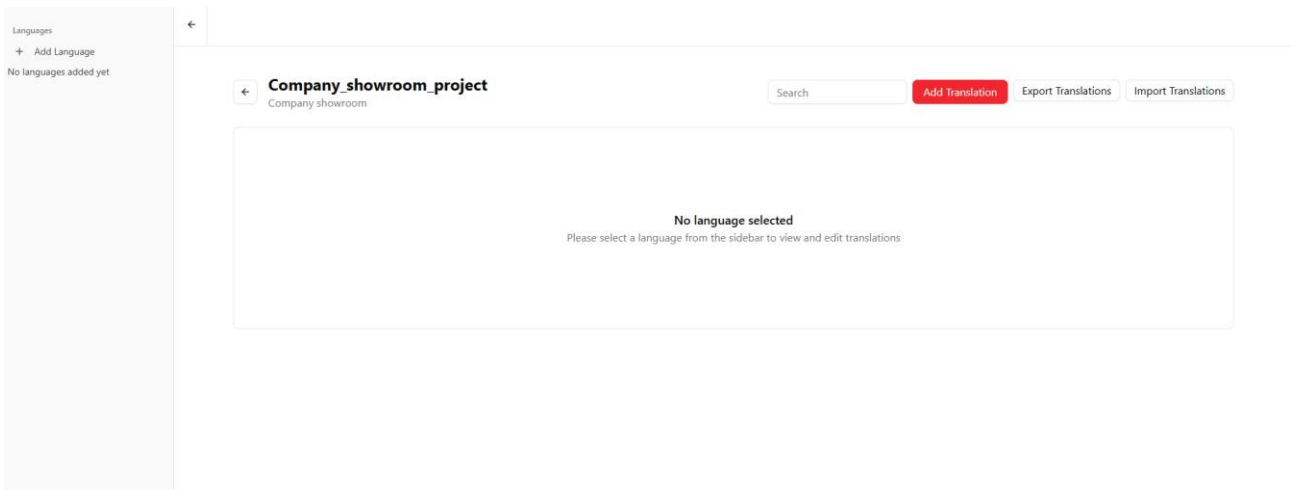 Languages
+ Add Language
No languages added yet
Company_showroom_project
Company showroom
Search
Add Translation
Export Translations
Import Translations
No language selected
Please select a language from the sidebar to view and edit translations